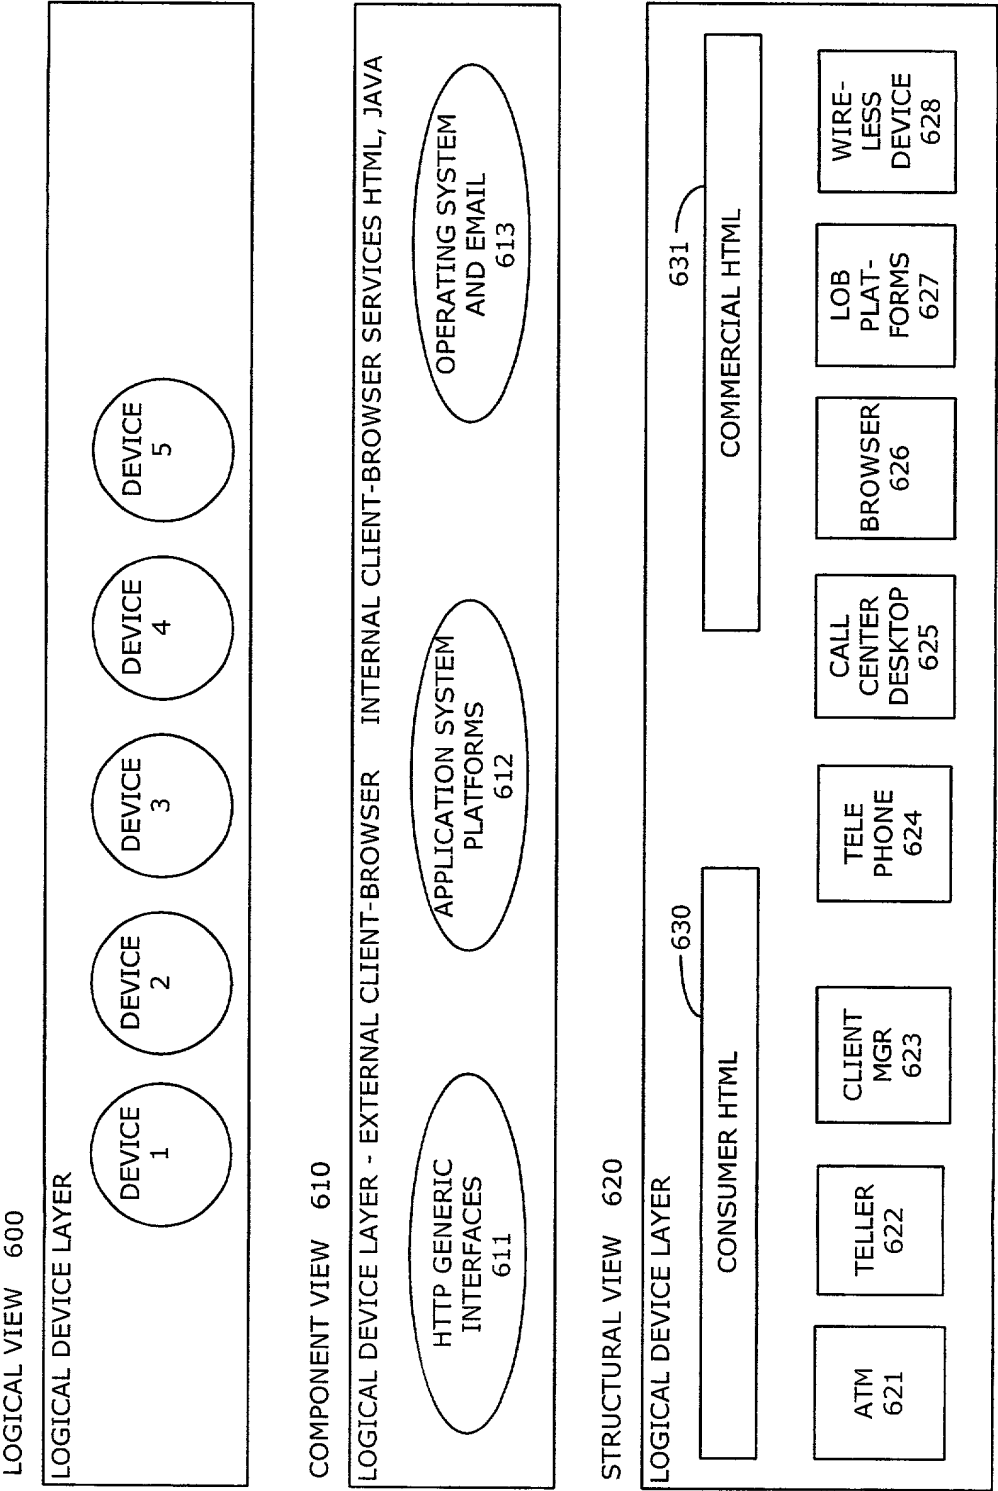 LOGICAL VIEW 600
LOGICAL DEVICE LAYER
DEVICE
1
DEVICE
2
DEVICE
3
DEVICE
4
DEVICE
5
COMPONENT VIEW 610
LOGICAL DEVICE LAYER - EXTERNAL CLIENT-BROWSER INTERNAL CLIENT-BROWSER SERVICES HTML, JAVA
HTTP GENERIC
INTERFACES
611
APPLICATION SYSTEM
PLATFORMS
612
OPERATING SYSTEM
AND EMAIL
613
STRUCTURAL VIEW 620
LOGICAL DEVICE LAYER
630
CONSUMER HTML
631
COMMERCIAL HTML
ATM
621
TELLER
622
CLIENT
MGR
623
TELE
PHONE
624
CALL
CENTER
DESKTOP
625
BROWSER
626
LOB
PLAT-
FORMS
627
WIRE-
LESS
DEVICE
628